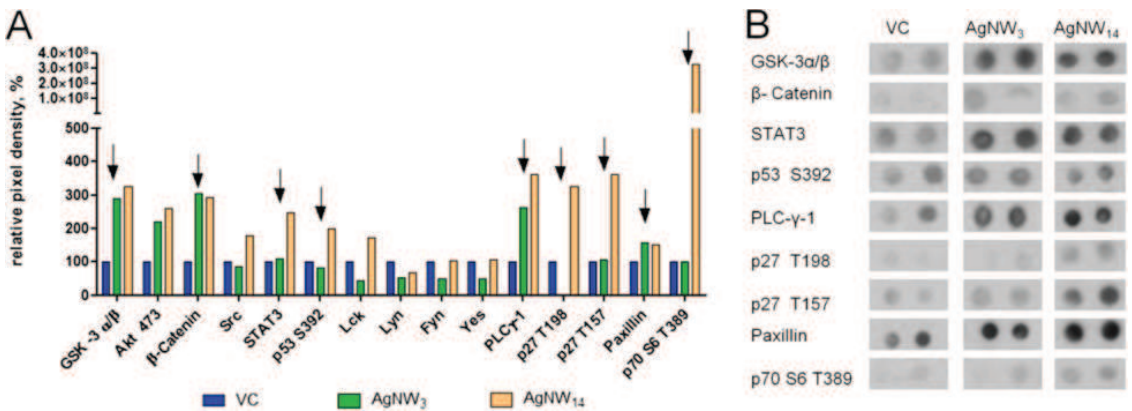 A
relative pixel density, %
4.0×10⁸
3.0×10⁸
2.0×10⁸
1.0×10⁸
500
400
300
200
100
0
GSK -3 α/β
Akt 473
β-Catenin
Src
STAT3
p53 S392
Lck
Lyn
Fyn
Yes
PLCγ-1
p27 T198
p27 T157
Paxillin
p70 S6 T389
VC
AgNW₃
AgNW₁₄
B
VC AgNW₃ AgNW₁₄
GSK-3α/β
β- Catenin
STAT3
p53 S392
PLC-γ-1
p27 T198
p27 T157
Paxillin
p70 S6 T389